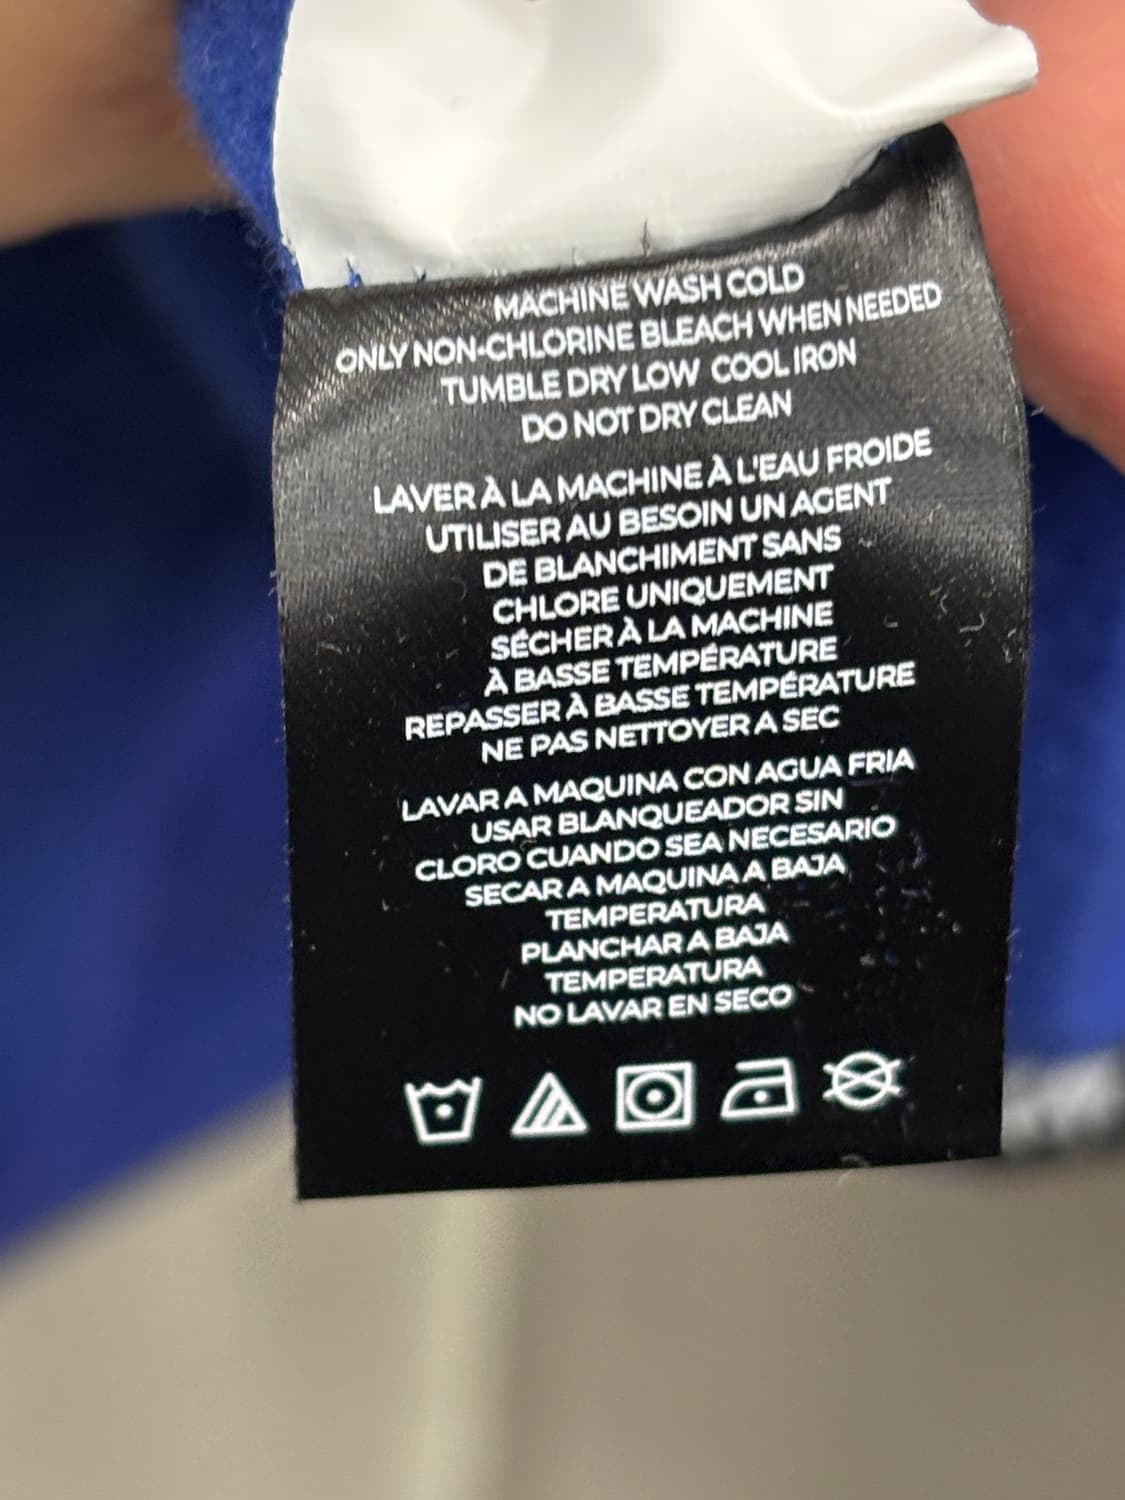 MACHINE WASH COLD
ONLY NON-CHLORINE BLEACH WHEN NEEDED
TUMBLE DRY LOW COOL IRON
DO NOT DRY CLEAN
LAVER À LA MACHINE À L'EAU FROIDE
UTILISER AU BESOIN UN AGENT
DE BLANCHIMENT SANS
CHLORE UNIQUEMENT
SÉCHER À LA MACHINE
À BASSE TEMPÉRATURE
REPASSER À BASSE TEMPÉRATURE
NE PAS NETTOYER A SEC
LAVAR A MAQUINA CON AGUA FRIA
USAR BLANQUEADOR SIN
CLORO CUANDO SEA NECESARIO
SECAR A MAQUINA A BAJA
TEMPERATURA
PLANCHAR A BAJA
TEMPERATURA
NO LAVAR EN SECO